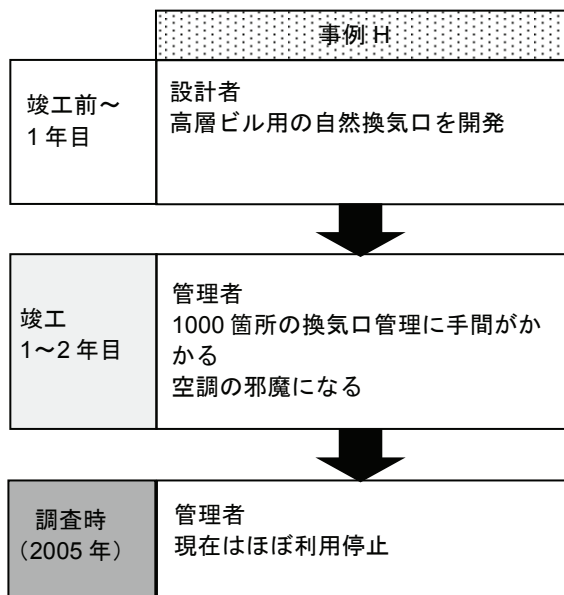 事例 H
竣工前～
1 年目
設計者
高層ビル用の自然換気口を開発
竣工
1～2 年目
管理者
1000 箇所の換気口管理に手間がか
かる
空調の邪魔になる
調査時
（2005 年）
管理者
現在はほぼ利用停止